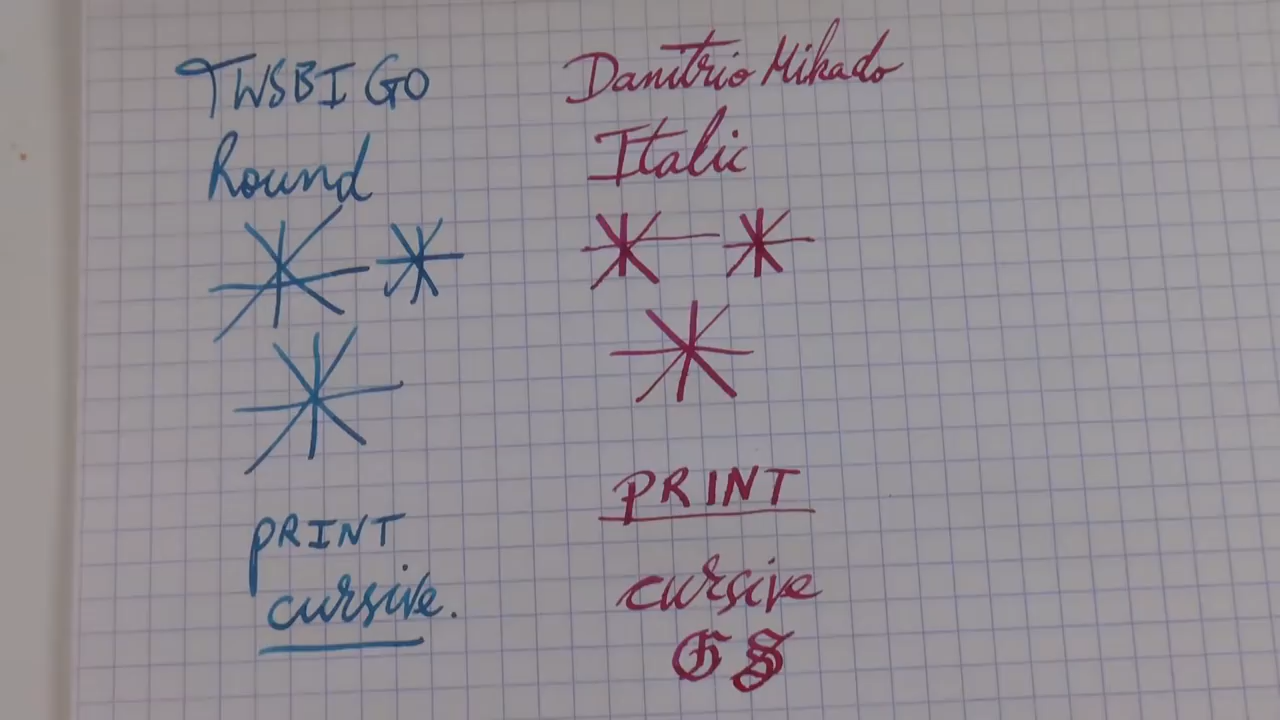 TWSBI GO
Round
PRINT
cursive.
Danitrio Mikado
Italic
PRINT
cursive
G S